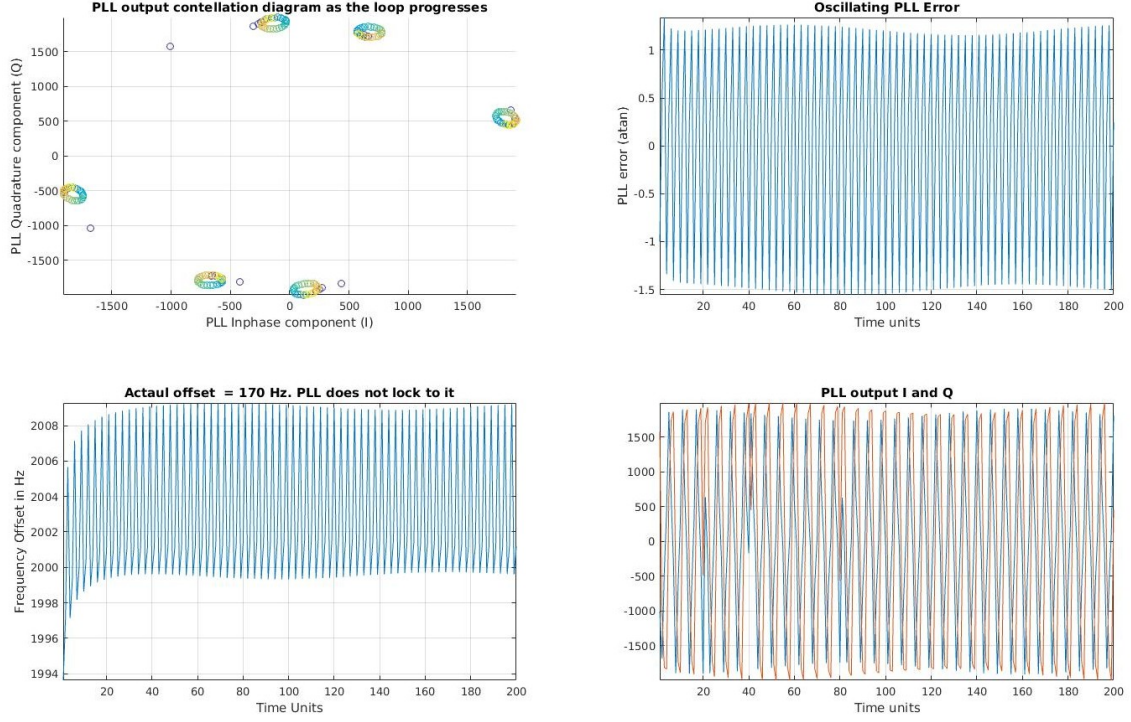 PLL output contellation diagram as the loop progresses
1500
1000
500
0
-500
-1000
-1500
PLL Quadrature component (Q)
-1500 -1000 -500 0 500 1000 1500
PLL Inphase component (I)
Oscillating PLL Error
1
0.5
0
-0.5
-1
-1.5
PLL error (atan)
20 40 60 80 100 120 140 160 180 200
Time units
Actaul offset = 170 Hz. PLL does not lock to it
2008
2006
2004
2002
2000
1998
1996
1994
Frequency Offset in Hz
20 40 60 80 100 120 140 160 180 200
Time Units
PLL output I and Q
1500
1000
500
0
-500
-1000
-1500
20 40 60 80 100 120 140 160 180 200
Time units